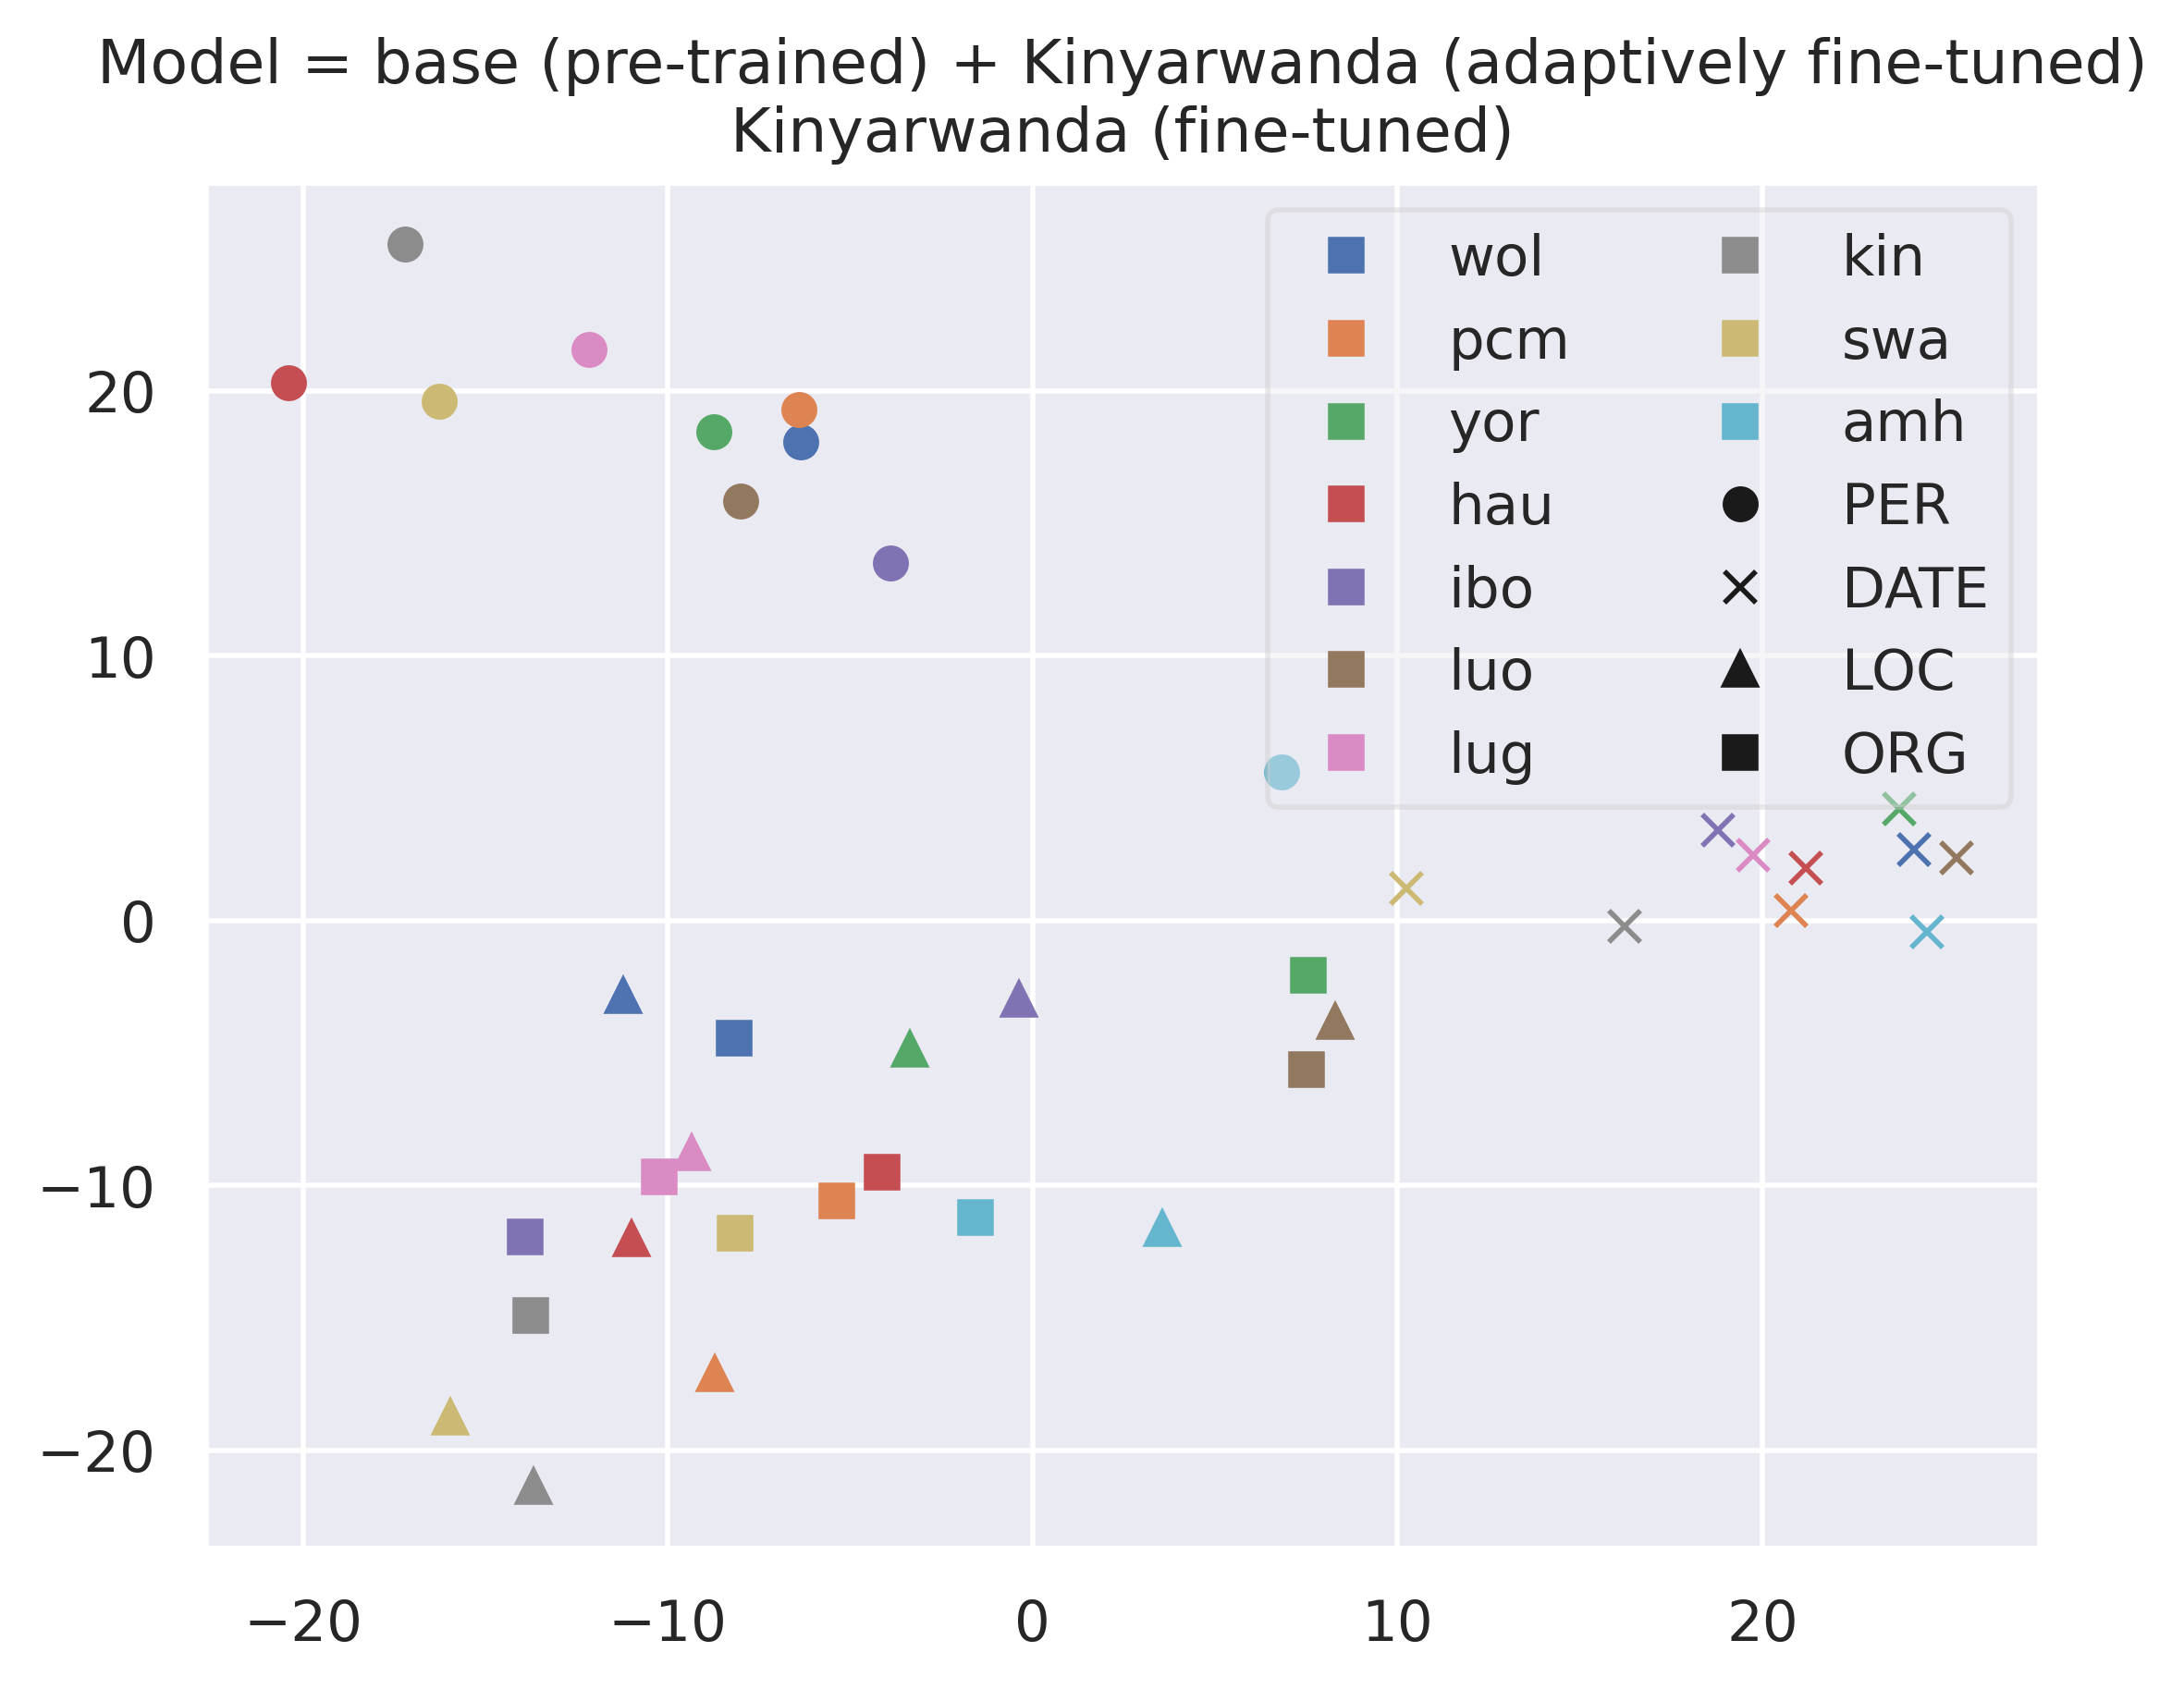 Model = base (pre-trained) + Kinyarwanda (adaptively fine-tuned)
Kinyarwanda (fine-tuned)
wol
pcm
yor
hau
ibo
luo
lug
kin
swa
amh
PER
DATE
LOC
ORG
20
10
0
−10
−20
−20
−10
0
10
20